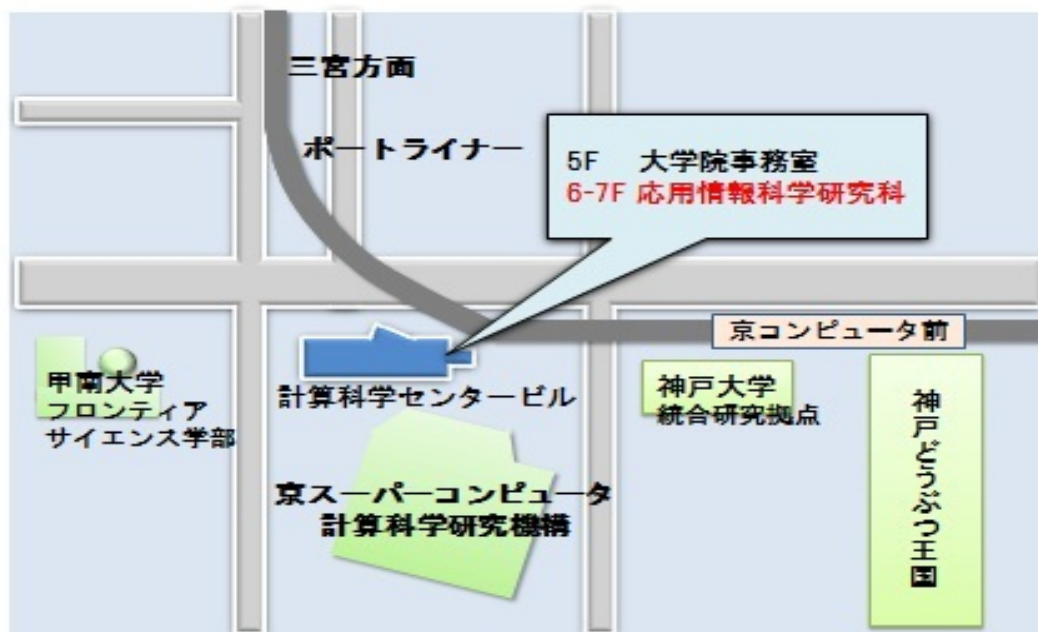 三宮方面
ポートライナー
5F 大学院事務室
6-7F 応用情報科学研究科
京コンピュータ前
甲南大学
フロンティア
サイエンス学部
計算科学センタービル
神戸大学
統合研究拠点
神戸どうぶつ王国
京スーパーコンピュータ
計算科学研究機構